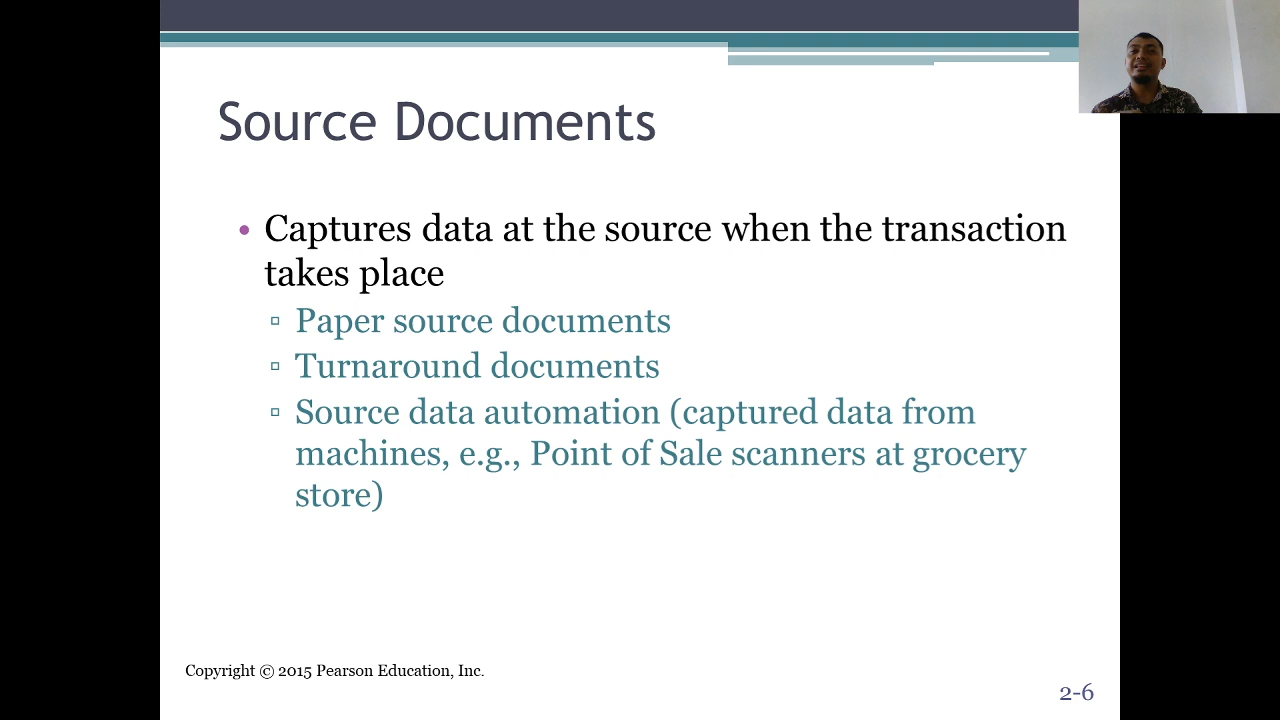 Source Documents
• Captures data at the source when the transaction
takes place
▫ Paper source documents
▫ Turnaround documents
▫ Source data automation (captured data from
machines, e.g., Point of Sale scanners at grocery
store)
Copyright © 2015 Pearson Education, Inc.
2-6